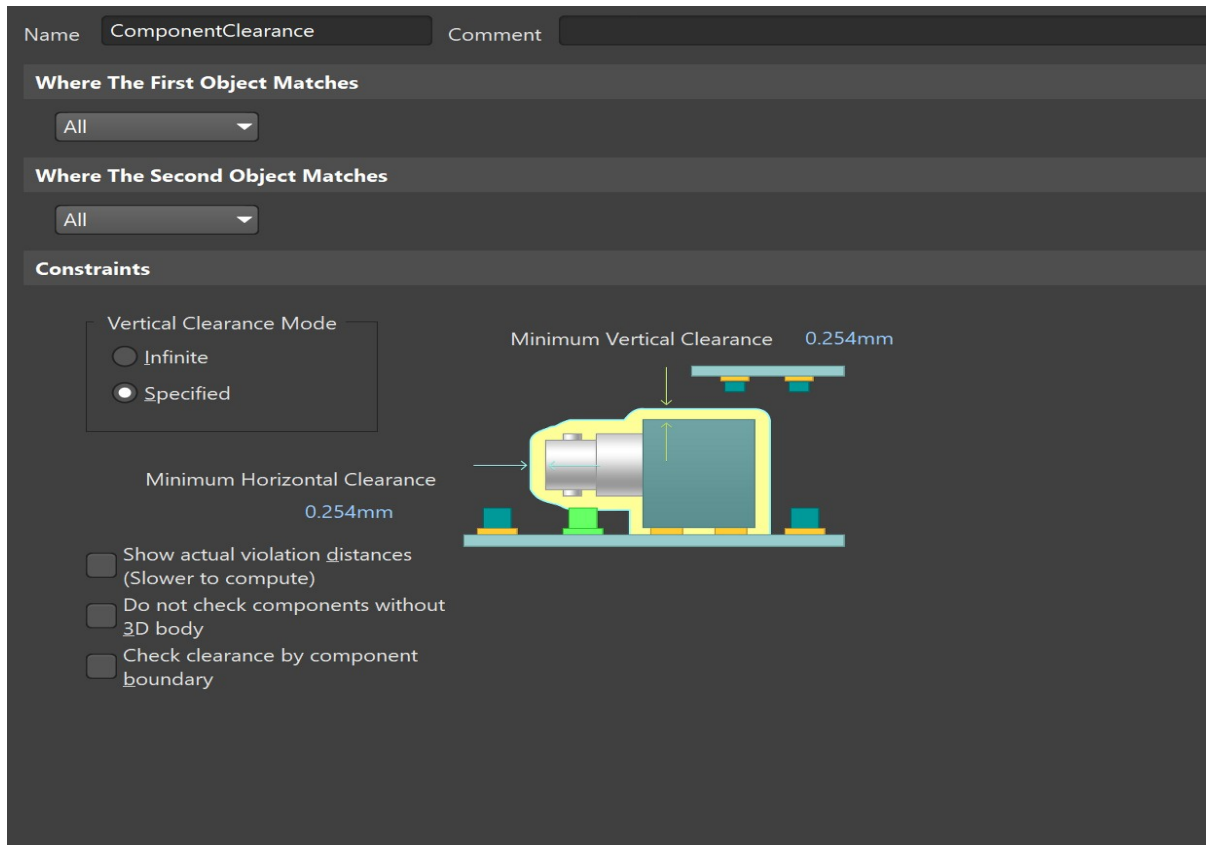 Name ComponentClearance Comment
Where The First Object Matches
All
Where The Second Object Matches
All
Constraints
Vertical Clearance Mode
Infinite
Specified
Minimum Vertical Clearance 0.254mm
Minimum Horizontal Clearance
0.254mm
Show actual violation distances
(Slower to compute)
Do not check components without
3D body
Check clearance by component
boundary